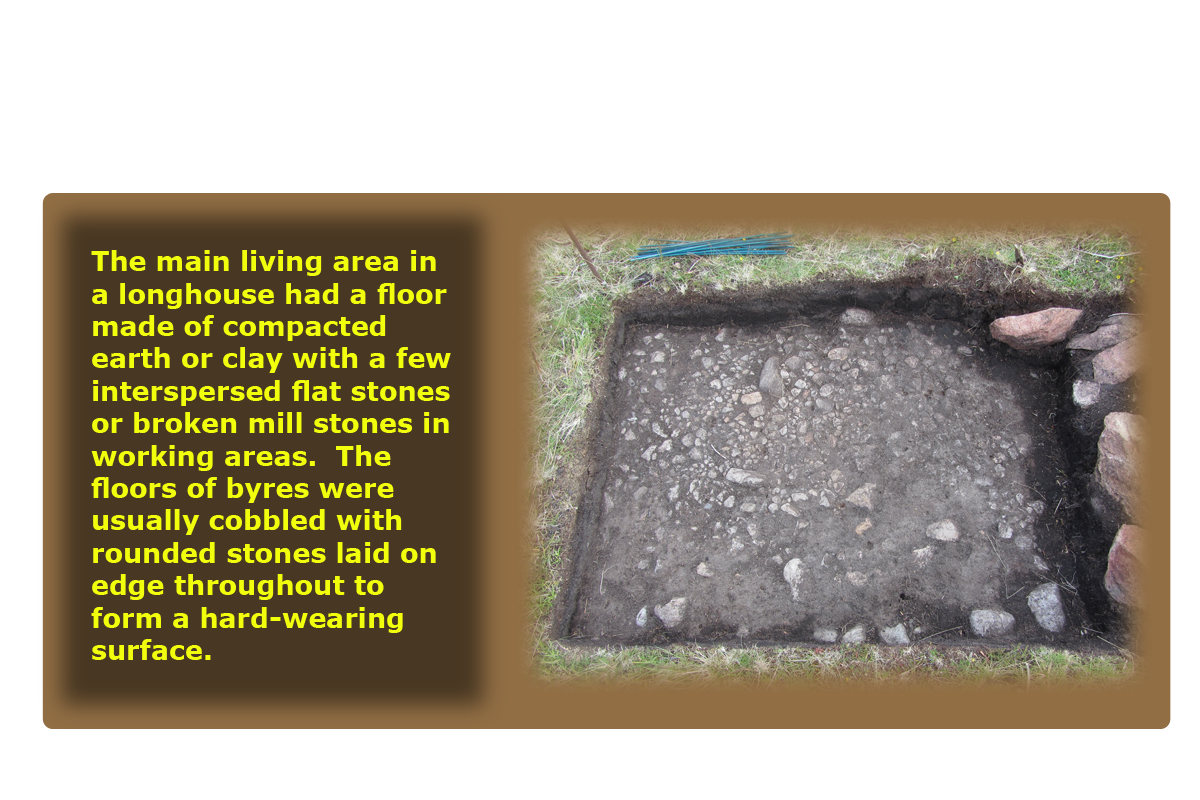 The main living area in
a longhouse had a floor
made of compacted
earth or clay with a few
interspersed flat stones
or broken mill stones in
working areas.  The
floors of byres were
usually cobbled with
rounded stones laid on
edge throughout to
form a hard-wearing
surface.